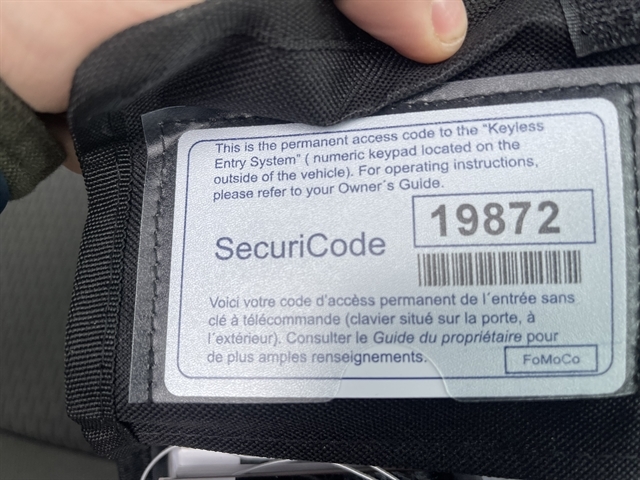 This is the permanent access code to the "Keyless
Entry System" ( numeric keypad located on the
outside of the vehicle). For operating instructions,
please refer to your Owner´s Guide.
SecuriCode
19872
Voici votre code d'accèss permanent de l´entrée sans
clé à télécommande (clavier situé sur la porte, à
l´extérieur). Consulter le Guide du propriétaire pour
de plus amples renseignements.
FoMoCo